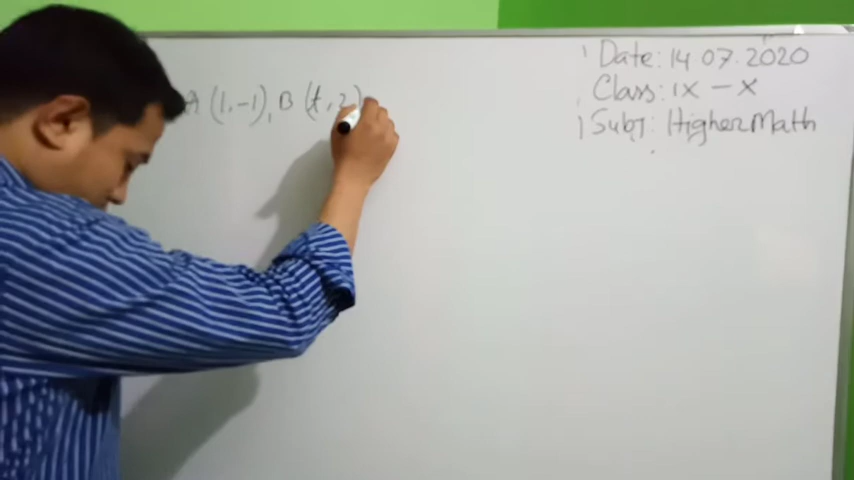 A (1,-1), B (t, 2)
Date: 14 07. 2020
Class: IX - X
Subj: Higher Math